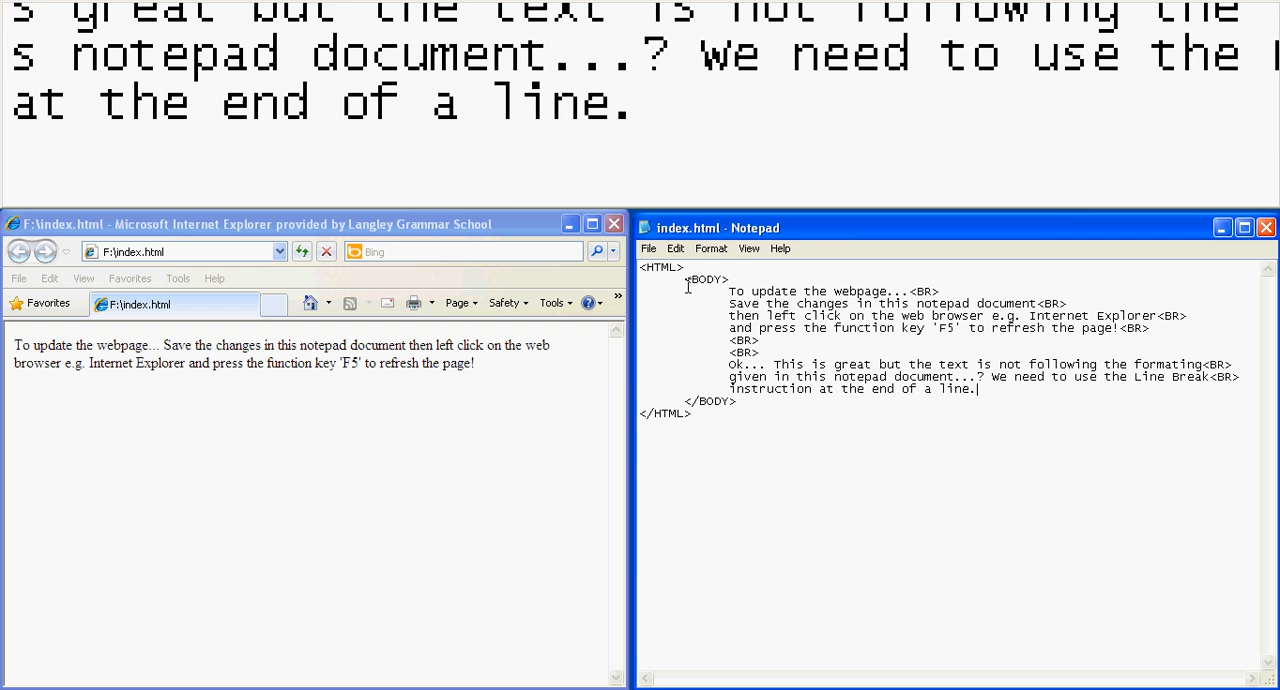 s great but the text is not following the
s notepad document...? We need to use the
at the end of a line.
F:\index.html - Microsoft Internet Explorer provided by Langley Grammar School
F:\index.html
Bing
File Edit View Favorites Tools Help
Favorites
F:\index.html
Page
Safety
Tools
To update the webpage... Save the changes in this notepad document then left click on the web
browser e.g. Internet Explorer and press the function key 'F5' to refresh the page!
index.html - Notepad
File Edit Format View Help
<HTML>
<BODY>
To update the webpage...<BR>
Save the changes in this notepad document<BR>
then left click on the web browser e.g. Internet Explorer<BR>
and press the function key 'F5' to refresh the page!<BR>
<BR>
<BR>
Ok... This is great but the text is not following the formating<BR>
given in this notepad document...? We need to use the Line Break<BR>
instruction at the end of a line.
</BODY>
</HTML>